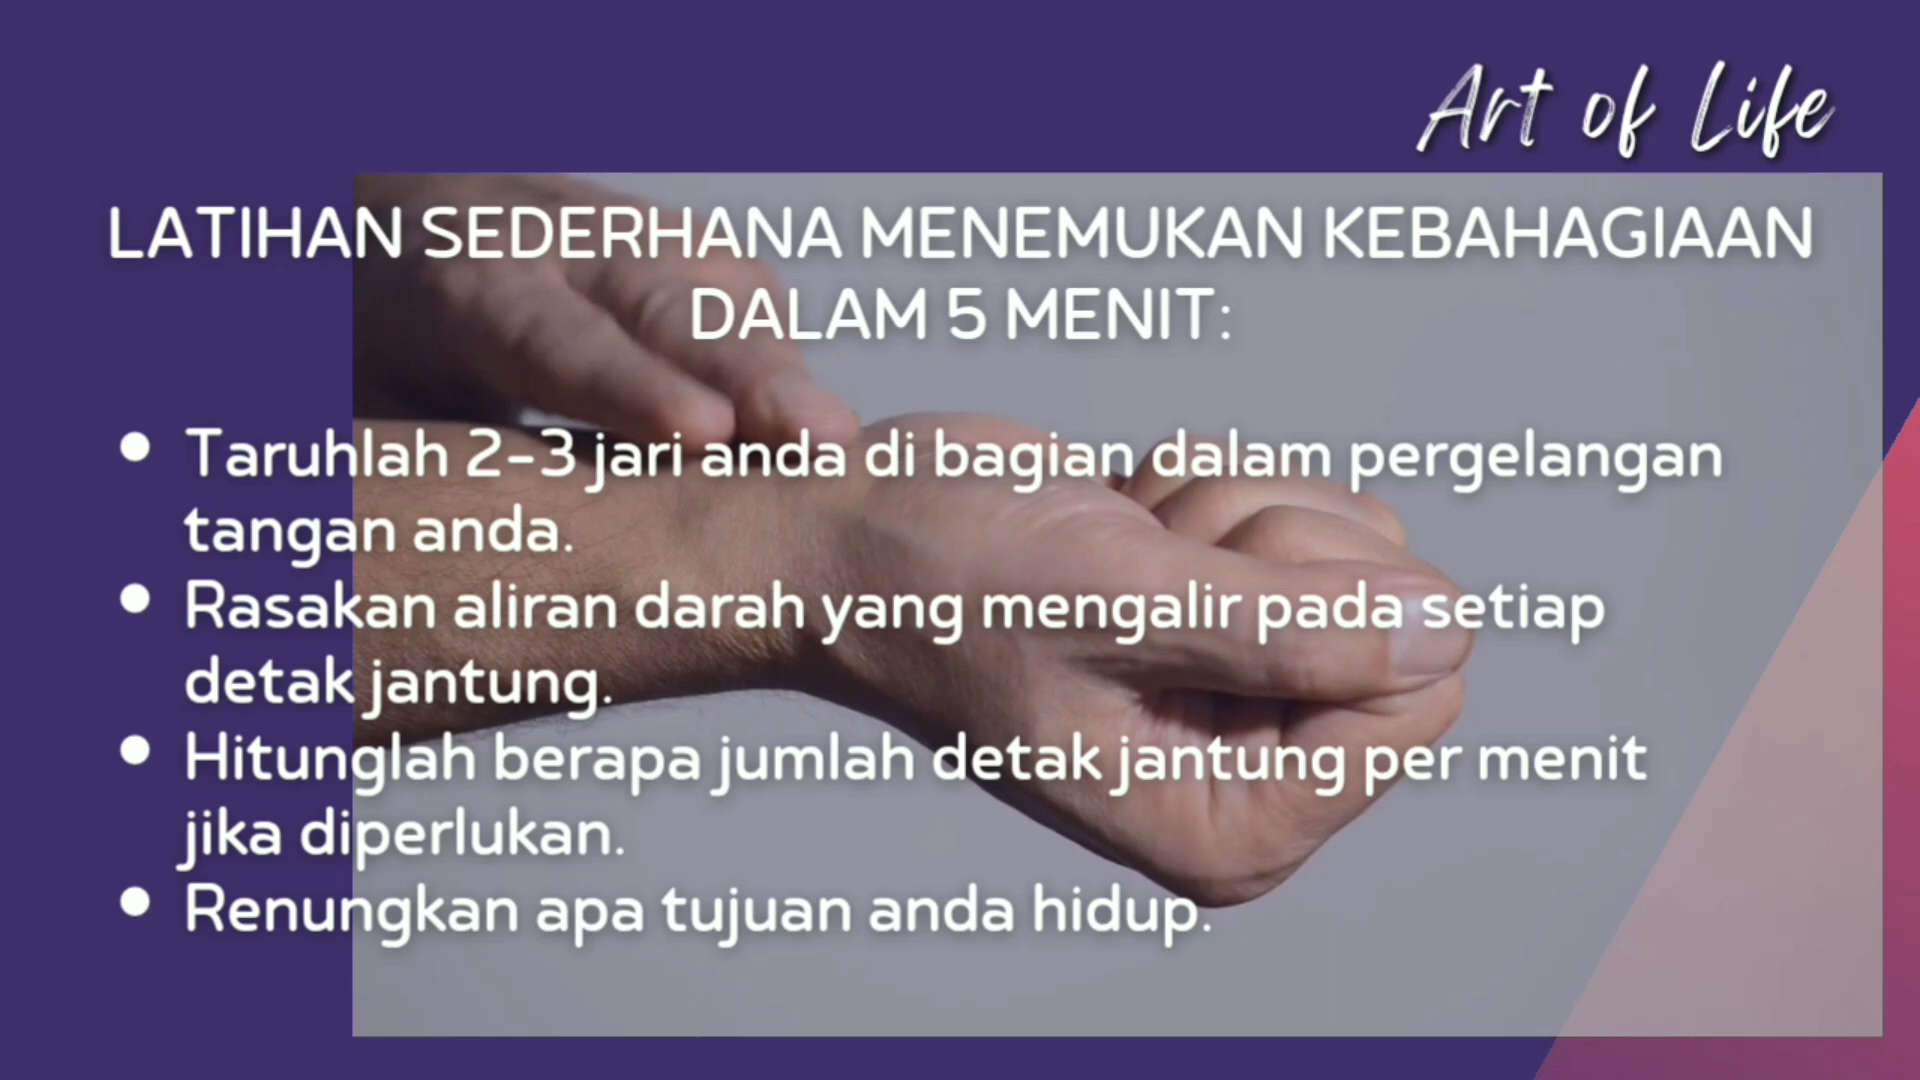 Art of Life
LATIHAN SEDERHANA MENEMUKAN KEBAHAGIAAN
DALAM 5 MENIT:
• Taruhlah 2-3 jari anda di bagian dalam pergelangan
tangan anda.
• Rasakan aliran darah yang mengalir pada setiap
detak jantung.
• Hitunglah berapa jumlah detak jantung per menit
jika diperlukan.
• Renungkan apa tujuan anda hidup.